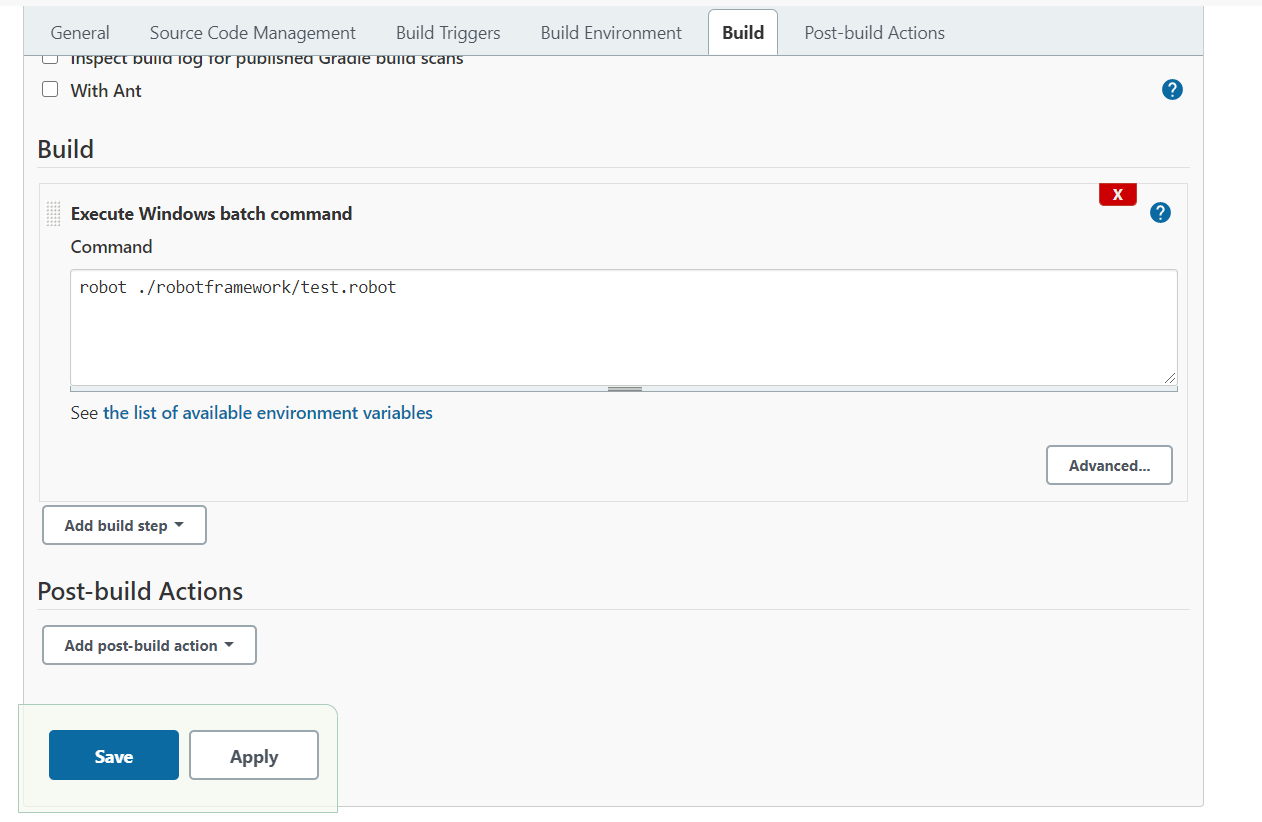 General Source Code Management Build Triggers Build Environment Build Post-build Actions
Inspect build log for published Gradle build scans
With Ant
?
Build
X
Execute Windows batch command
?
Command
robot ./robotframework/test.robot
See the list of available environment variables
Advanced...
Add build step
Post-build Actions
Add post-build action
Save Apply